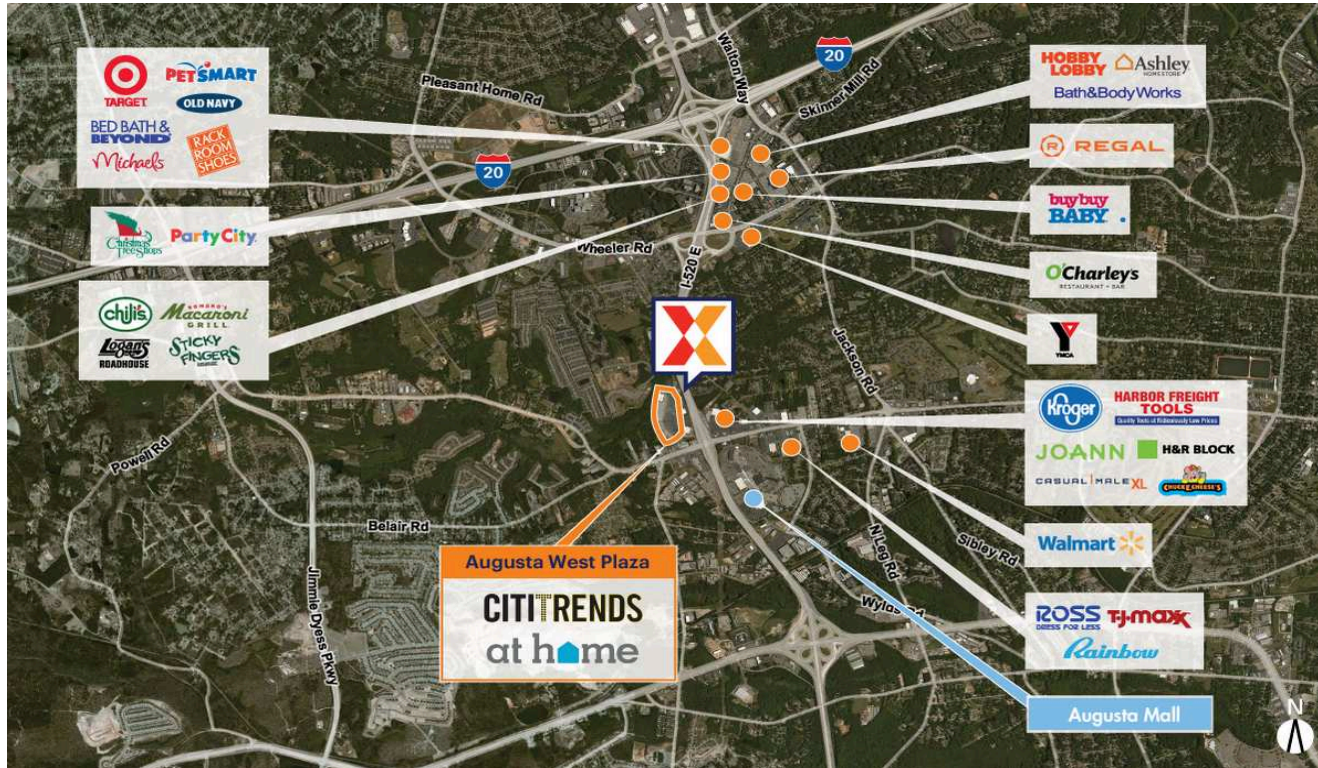 TARGET
PETSMART
OLD NAVY
BED BATH &
BEYOND
RACK
ROOM
SHOES
Michaels
Christmas
Tree Shops
Party City
chili's
ROMANO'S
Macaroni
GRILL
Logan's
ROADHOUSE
STICKY
FINGERS
Pleasant Home Rd
Walton Way
20
Skinner Mill Rd
20
Wheeler Rd
I-520 E
Jackson Rd
HOBBY
LOBBY
Ashley
HOMESTORE
Bath&BodyWorks
R REGAL
buybuy
BABY
O'Charley's
RESTAURANT + BAR
Y
YMCA
Kroger
HARBOR FREIGHT
TOOLS
Quality Tools at Ridiculously Low Prices
JOANN
H&R BLOCK
CASUAL MALE XL
CHUCK E. CHEESE'S
Walmart
ROSS
DRESS FOR LESS
T·J·maxx
Rainbow
Augusta Mall
Powell Rd
Belair Rd
Jimmie Dyess Pkwy
N Leg Rd
Sibley Rd
Augusta West Plaza
CITITRENDS
at home
N